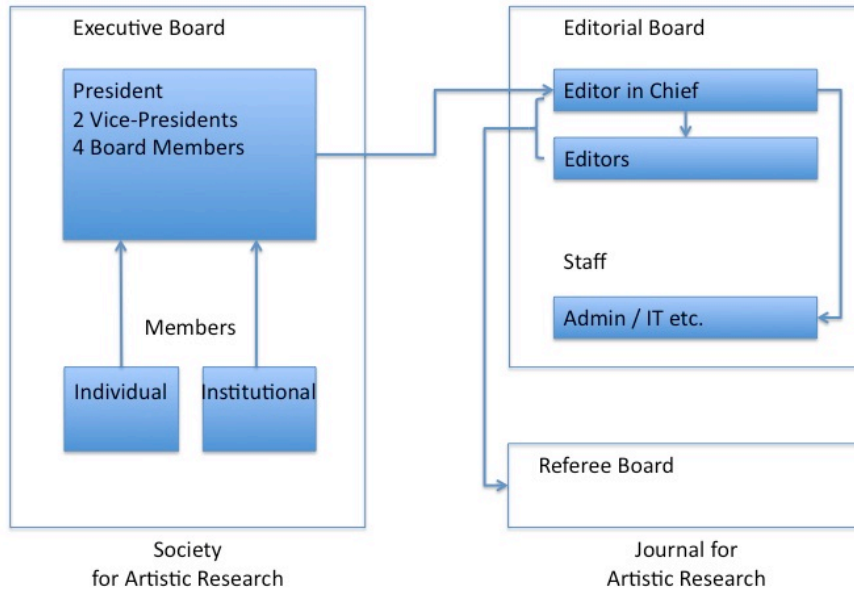 Executive Board
President
2 Vice-Presidents
4 Board Members
Members
Individual
Institutional
Society
for Artistic Research
Editorial Board
Editor in Chief
Editors
Staff
Admin / IT etc.
Referee Board
Journal for
Artistic Research